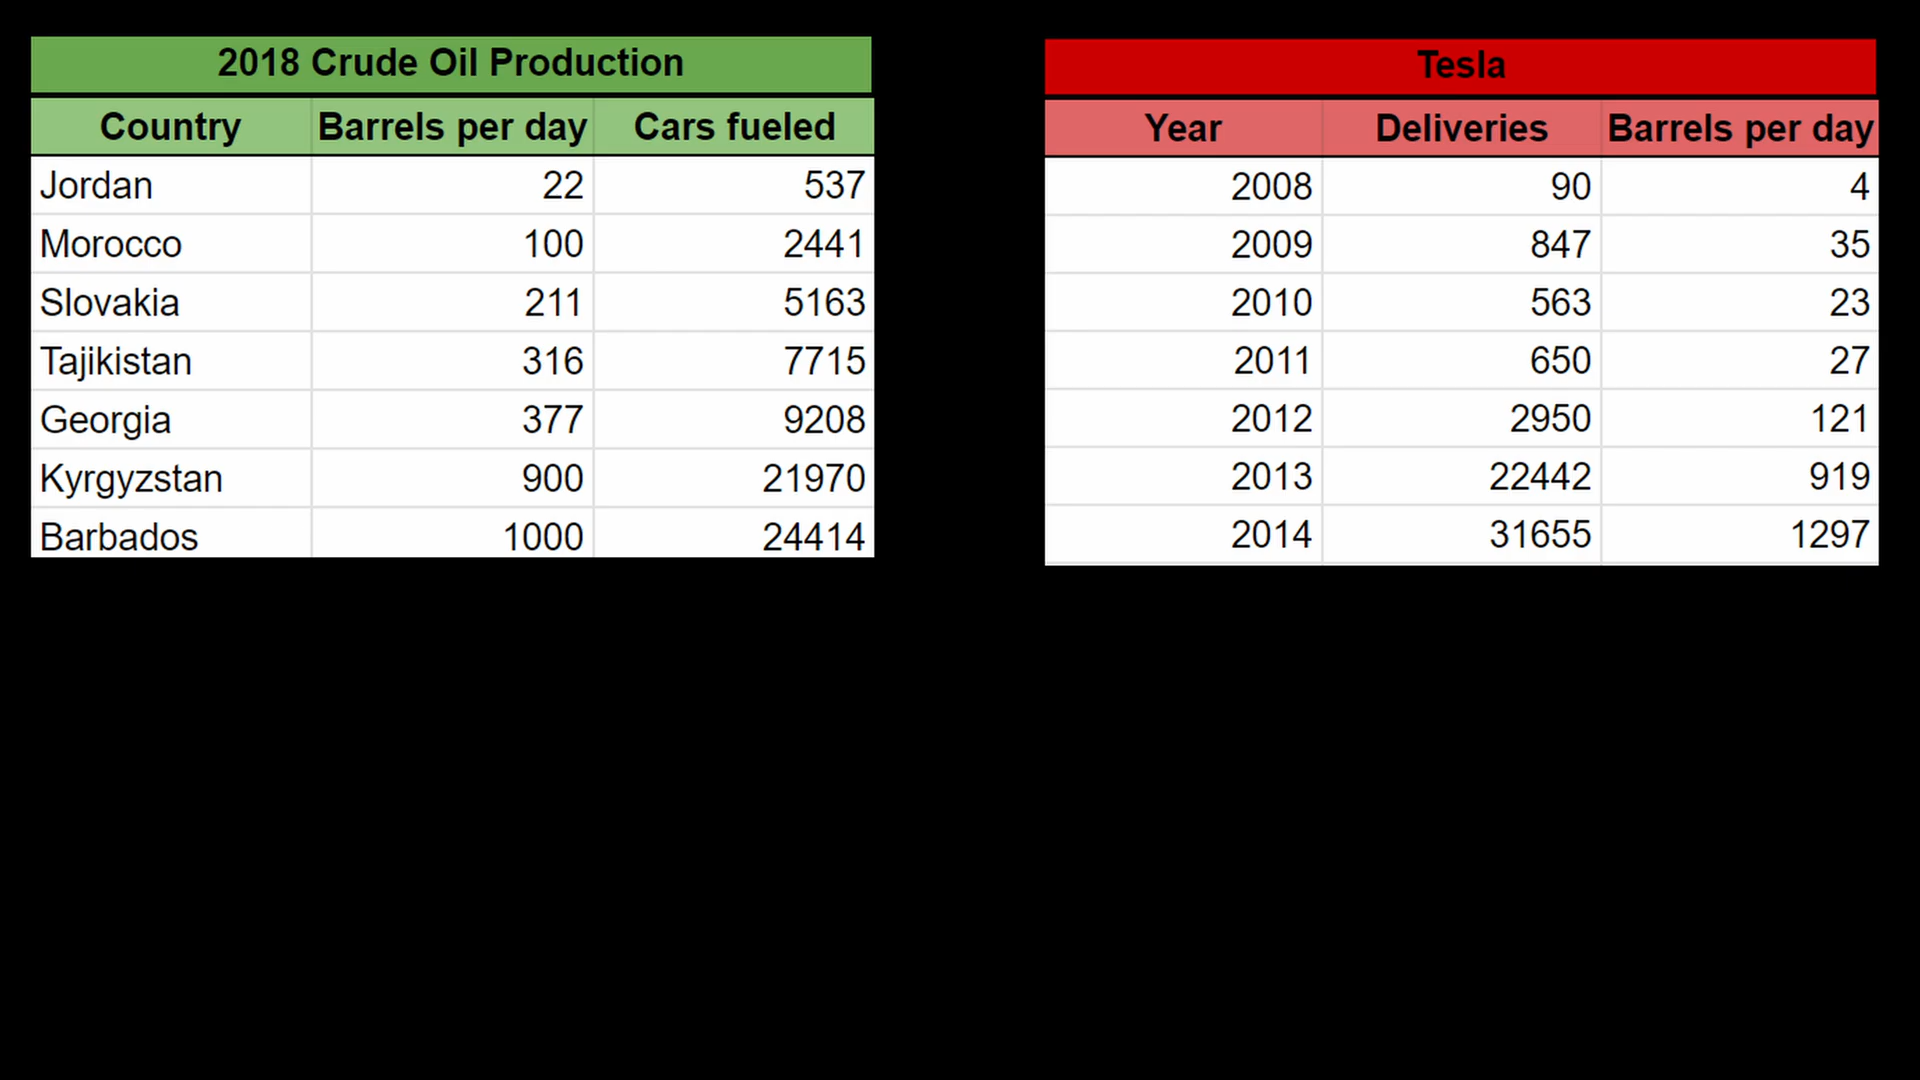 2018 Crude Oil Production
Country Barrels per day Cars fueled
Jordan 22 537
Morocco 100 2441
Slovakia 211 5163
Tajikistan 316 7715
Georgia 377 9208
Kyrgyzstan 900 21970
Barbados 1000 24414
Tesla
Year Deliveries Barrels per day
2008 90 4
2009 847 35
2010 563 23
2011 650 27
2012 2950 121
2013 22442 919
2014 31655 1297